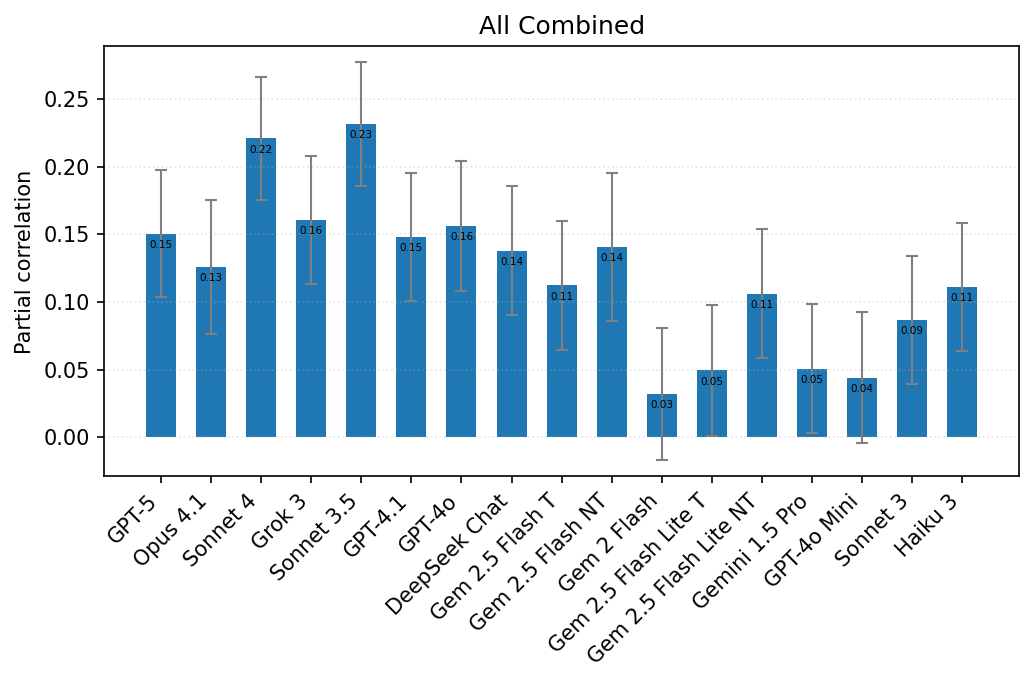 All Combined
Partial correlation
0.25
0.20
0.15
0.10
0.05
0.00
0.15
0.13
0.22
0.16
0.23
0.15
0.16
0.14
0.11
0.14
0.03
0.05
0.11
0.05
0.04
0.09
0.11
GPT-5
Opus 4.1
Sonnet 4
Grok 3
Sonnet 3.5
GPT-4.1
GPT-4o
DeepSeek Chat
Gem 2.5 Flash T
Gem 2.5 Flash NT
Gem 2 Flash
Gem 2.5 Flash Lite T
Gem 2.5 Flash Lite NT
Gemini 1.5 Pro
GPT-4o Mini
Sonnet 3
Haiku 3